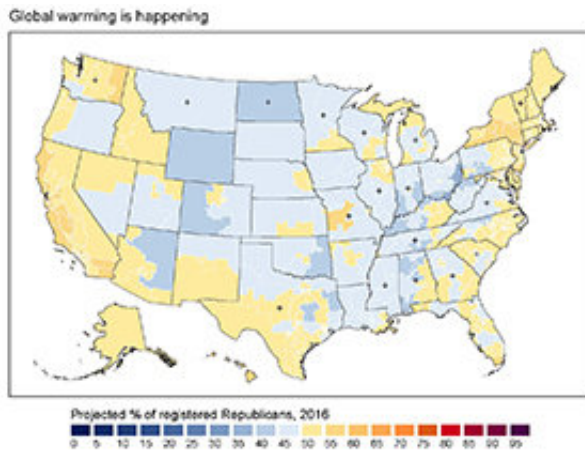 Global warming is happening
Projected % of registered Republicans, 2016
0 5 10 15 20 25 30 35 40 45 50 55 60 65 70 75 80 85 90 95